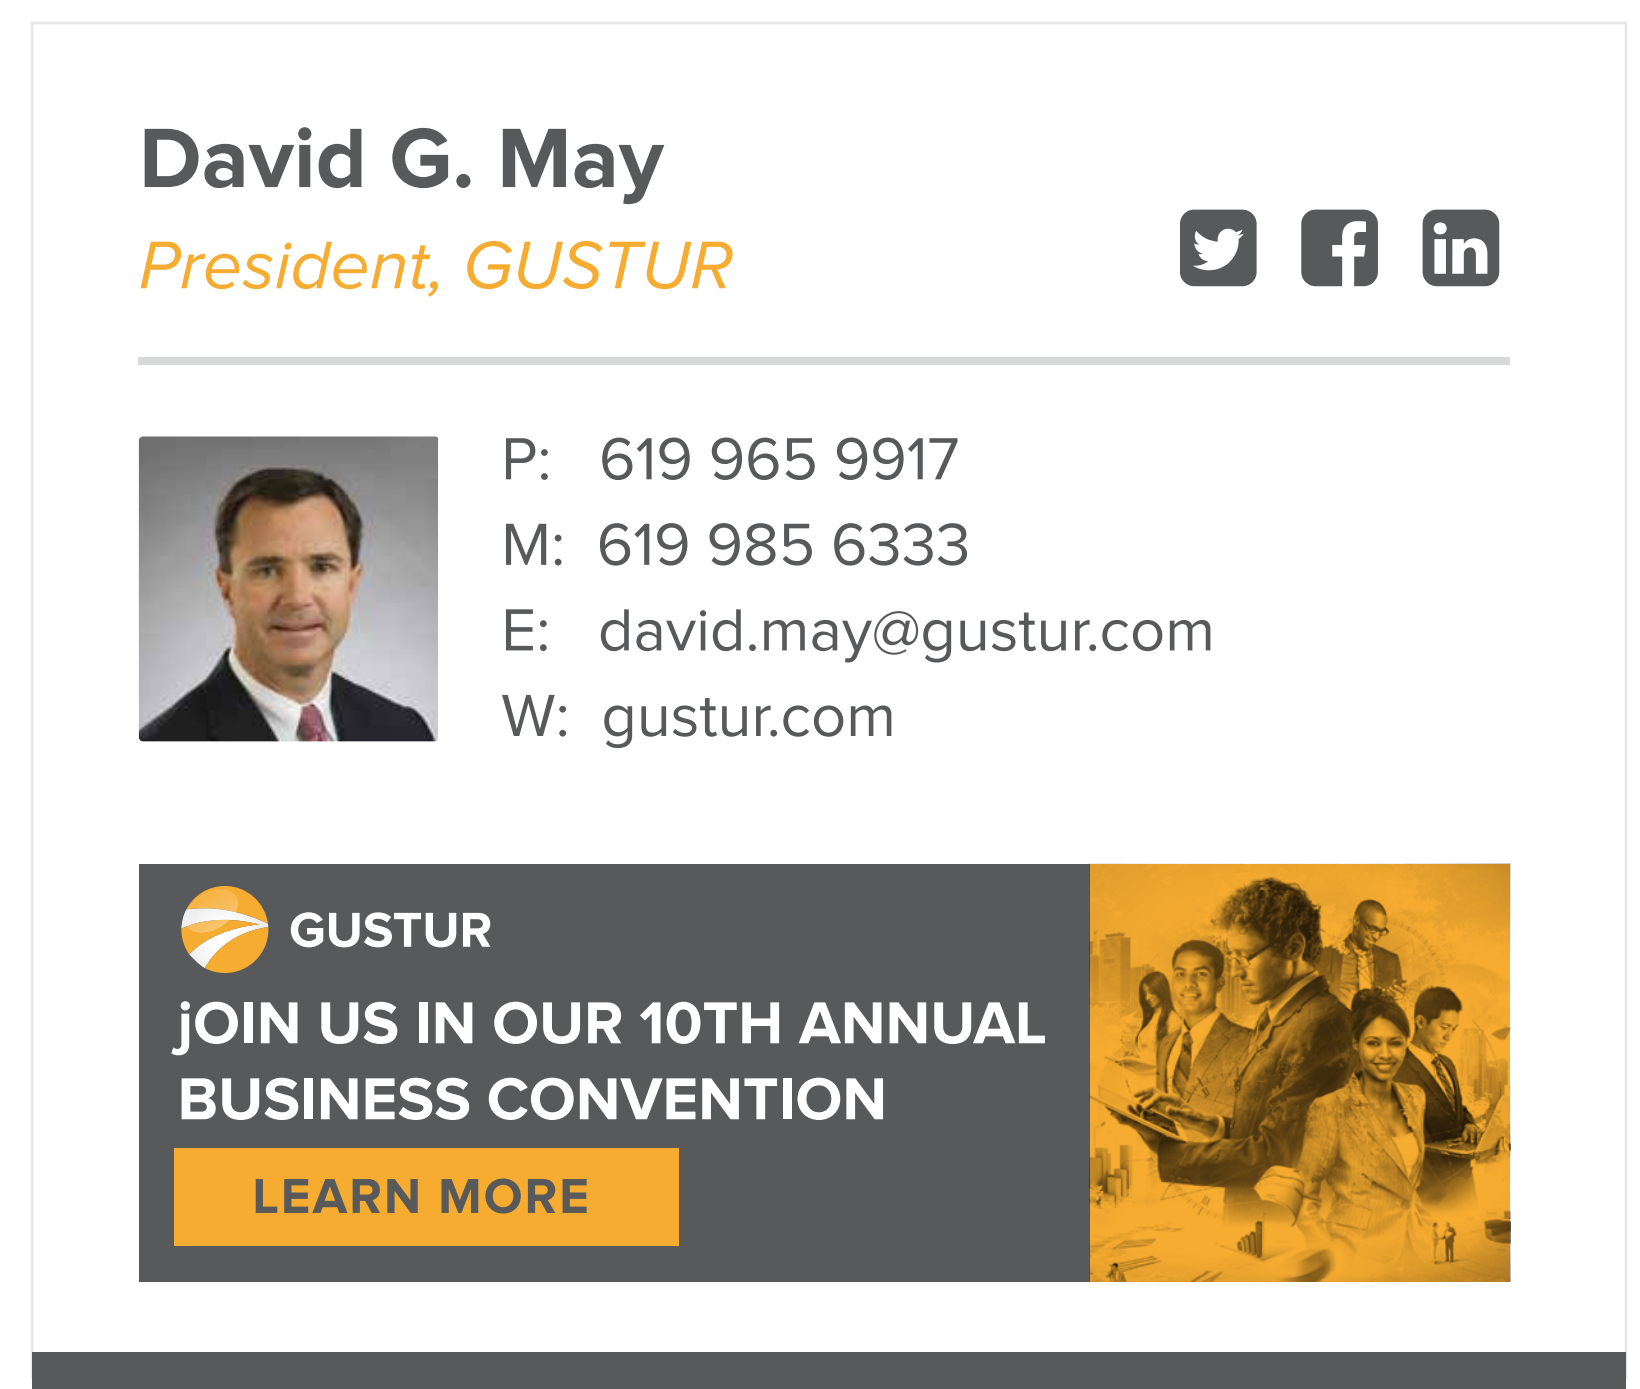 David G. May
President, GUSTUR
P: 619 965 9917
M: 619 985 6333
E: david.may@gustur.com
W: gustur.com
GUSTUR
jOIN US IN OUR 10TH ANNUAL
BUSINESS CONVENTION
LEARN MORE